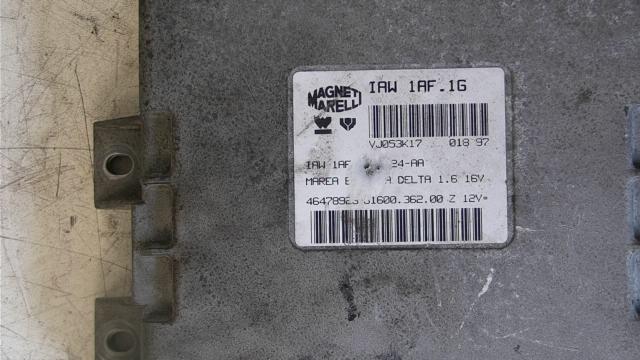 MAGNETI MARELLI
IAW 1AF.1G
VJ053K17 018 97
IAW 1AF 24-AA
MAREA DELTA 1.6 16V
61600.362.00 Z 12V=